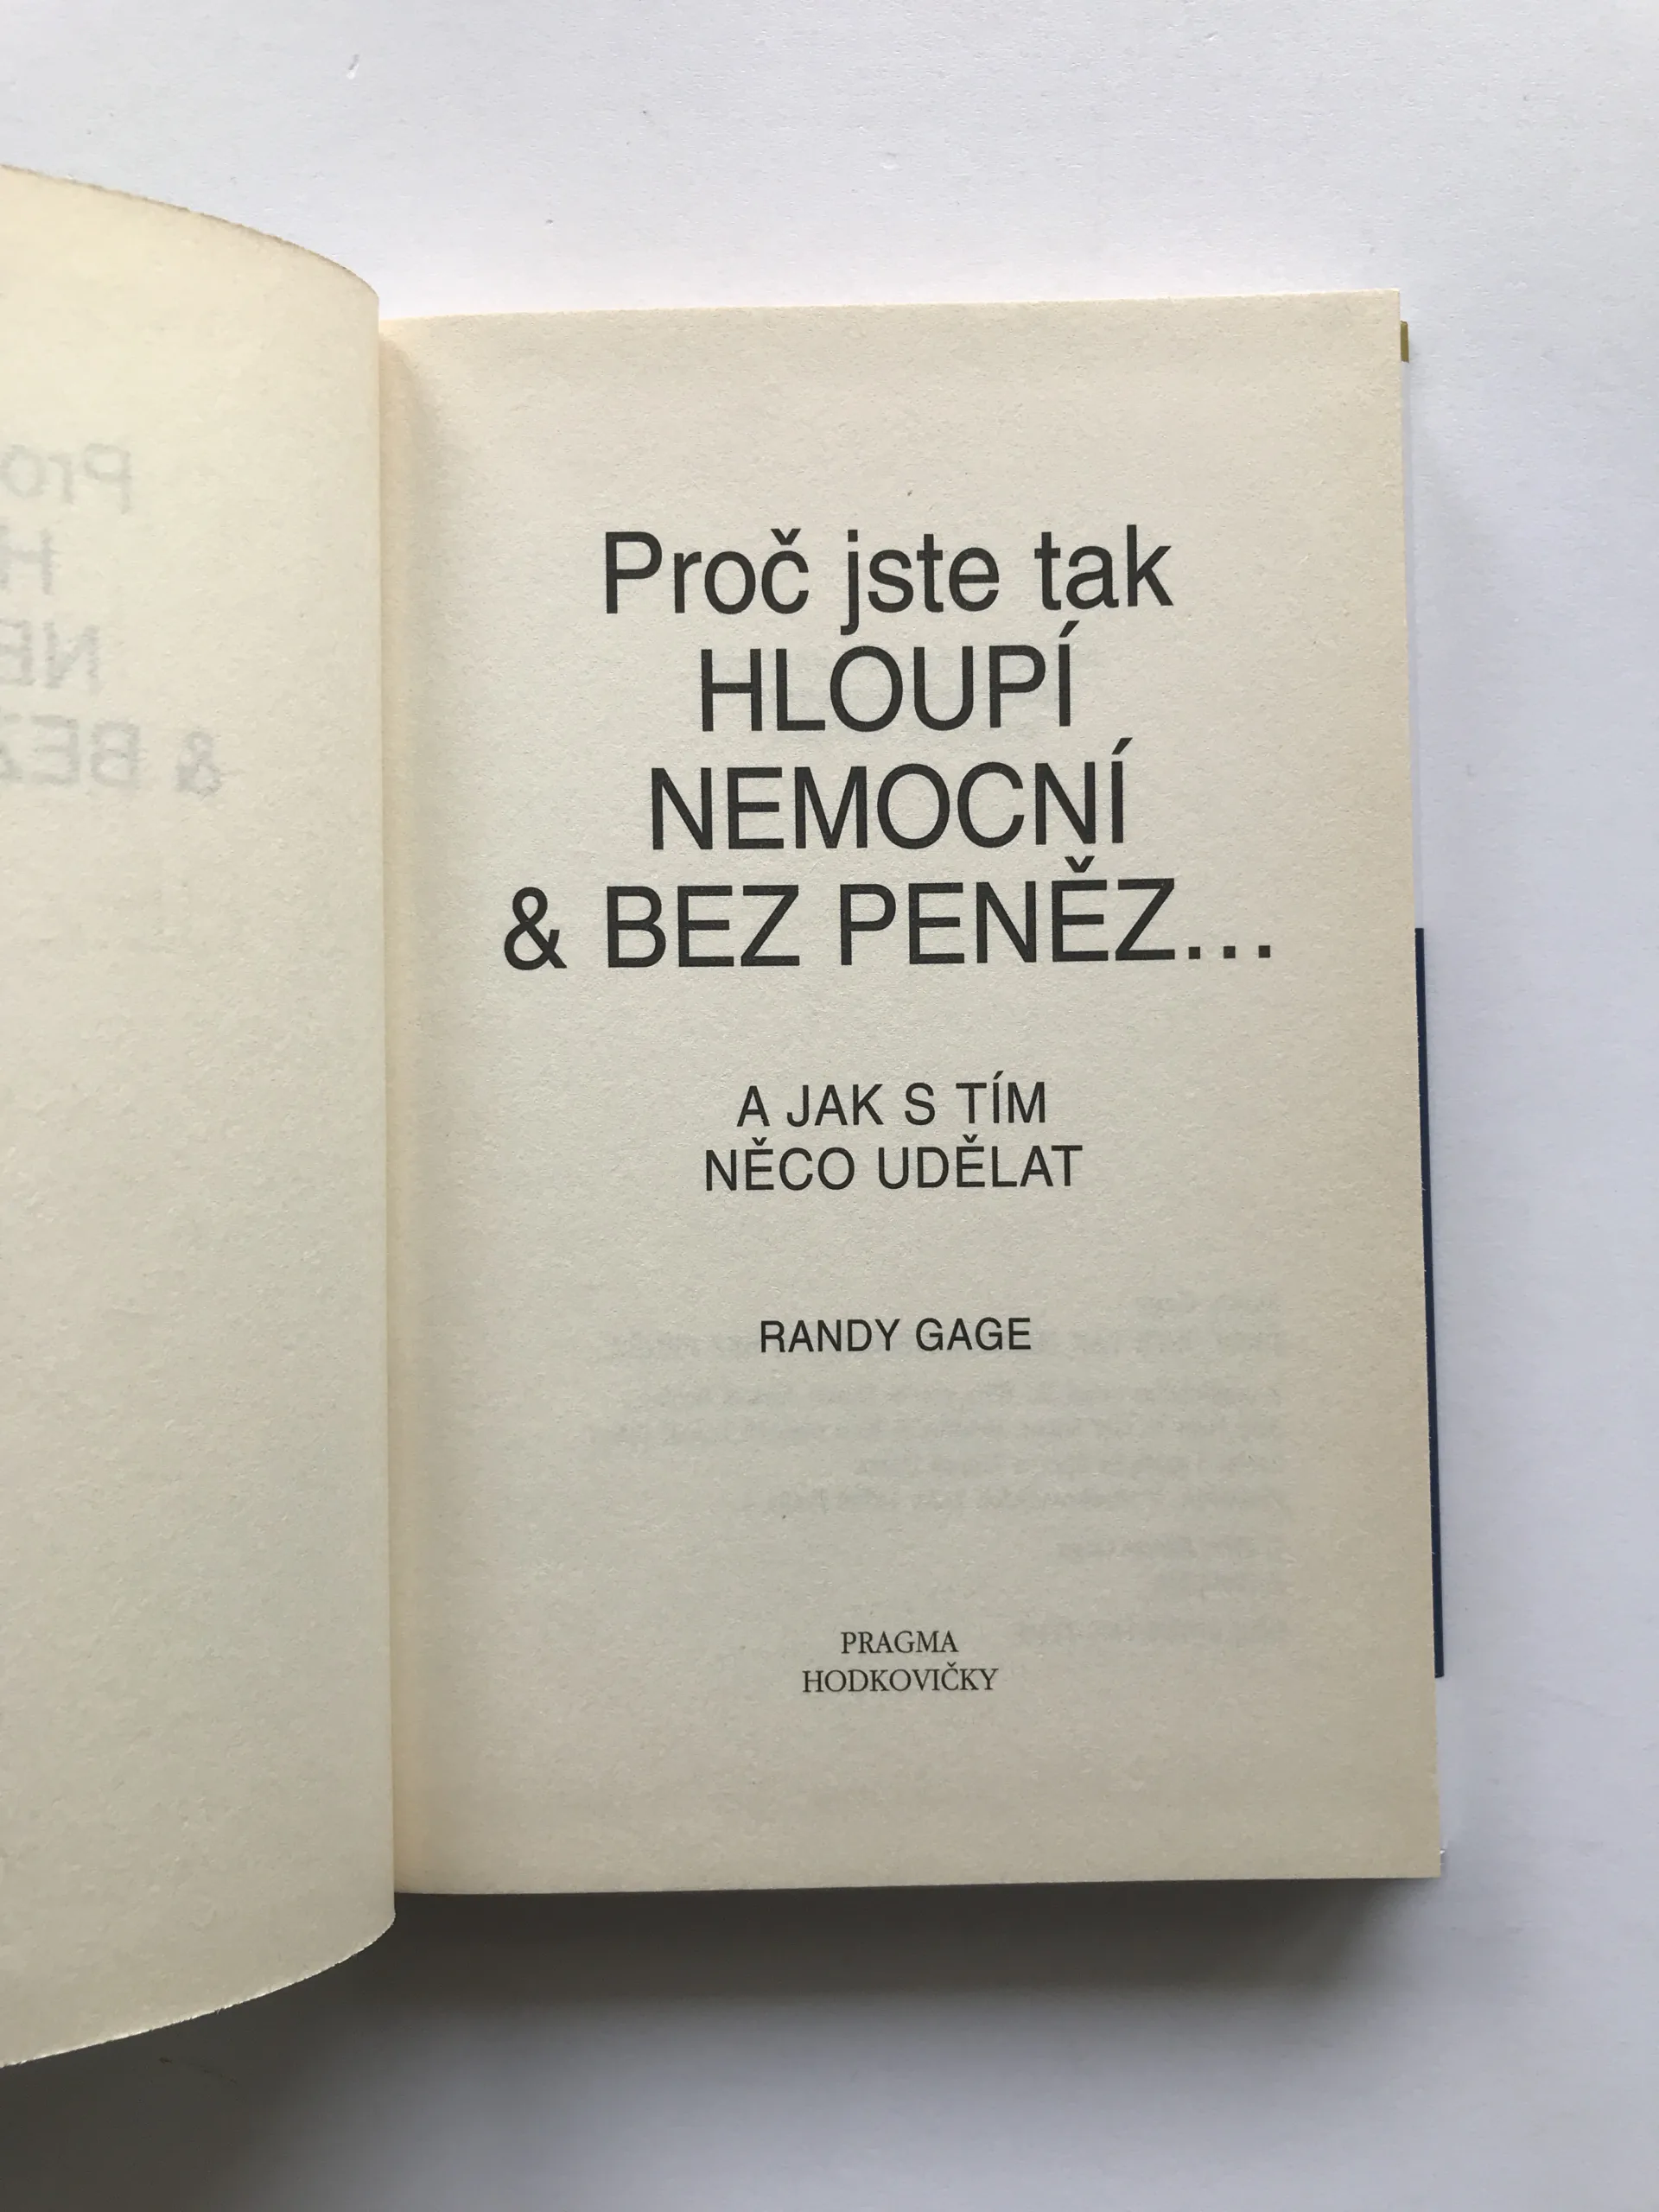 Proč jste tak
HLOUPÍ
NEMOCNÍ
& BEZ PENĚZ...
A JAK S TÍM
NĚCO UDĚLAT
RANDY GAGE
PRAGMA
HODKOVIČKY